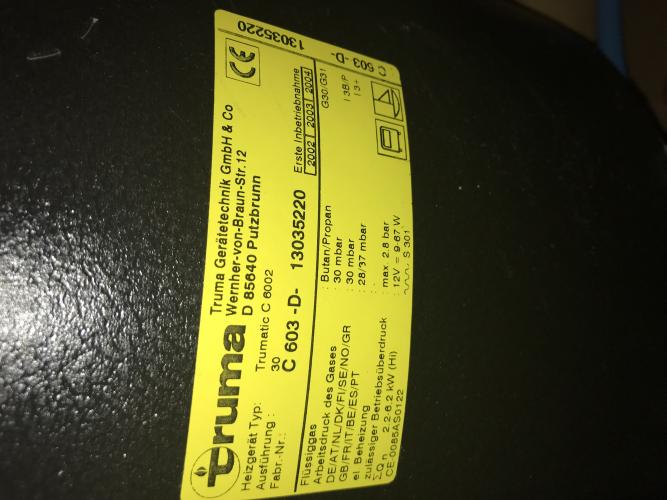 C 603 -D-
13035220
truma
Truma Gerätetechnik GmbH & Co
Wernher-von-Braun-Str.12
D 85640 Putzbrunn
CE
Heizgerät Typ: Trumatic C 6002
Ausführung : 30
Fabr.-Nr.: C 603 -D- 13035220
Erste Inbetriebnahme
2002 2003 2004
Flüssiggas : Butan/Propan G30/G31
Arbeitsdruck des Gases
DE/AT/NL/DK/FI/SE/NO/GR : 30 mbar I 3B/P
GB/FR/IT/BE/ES/PT : 28/37 mbar I 3+
el. Beheizung
zulässiger Betriebsüberdruck : max. 2.8 bar
ΣQ n 2.2-6.2 kW (Hi) : 12V = 9-67 W
CE-0085AS0122 S 301